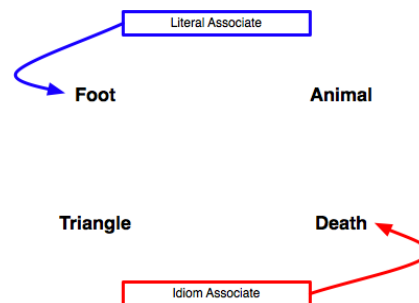 Literal Associate
Foot
Animal
Triangle
Death
Idiom Associate